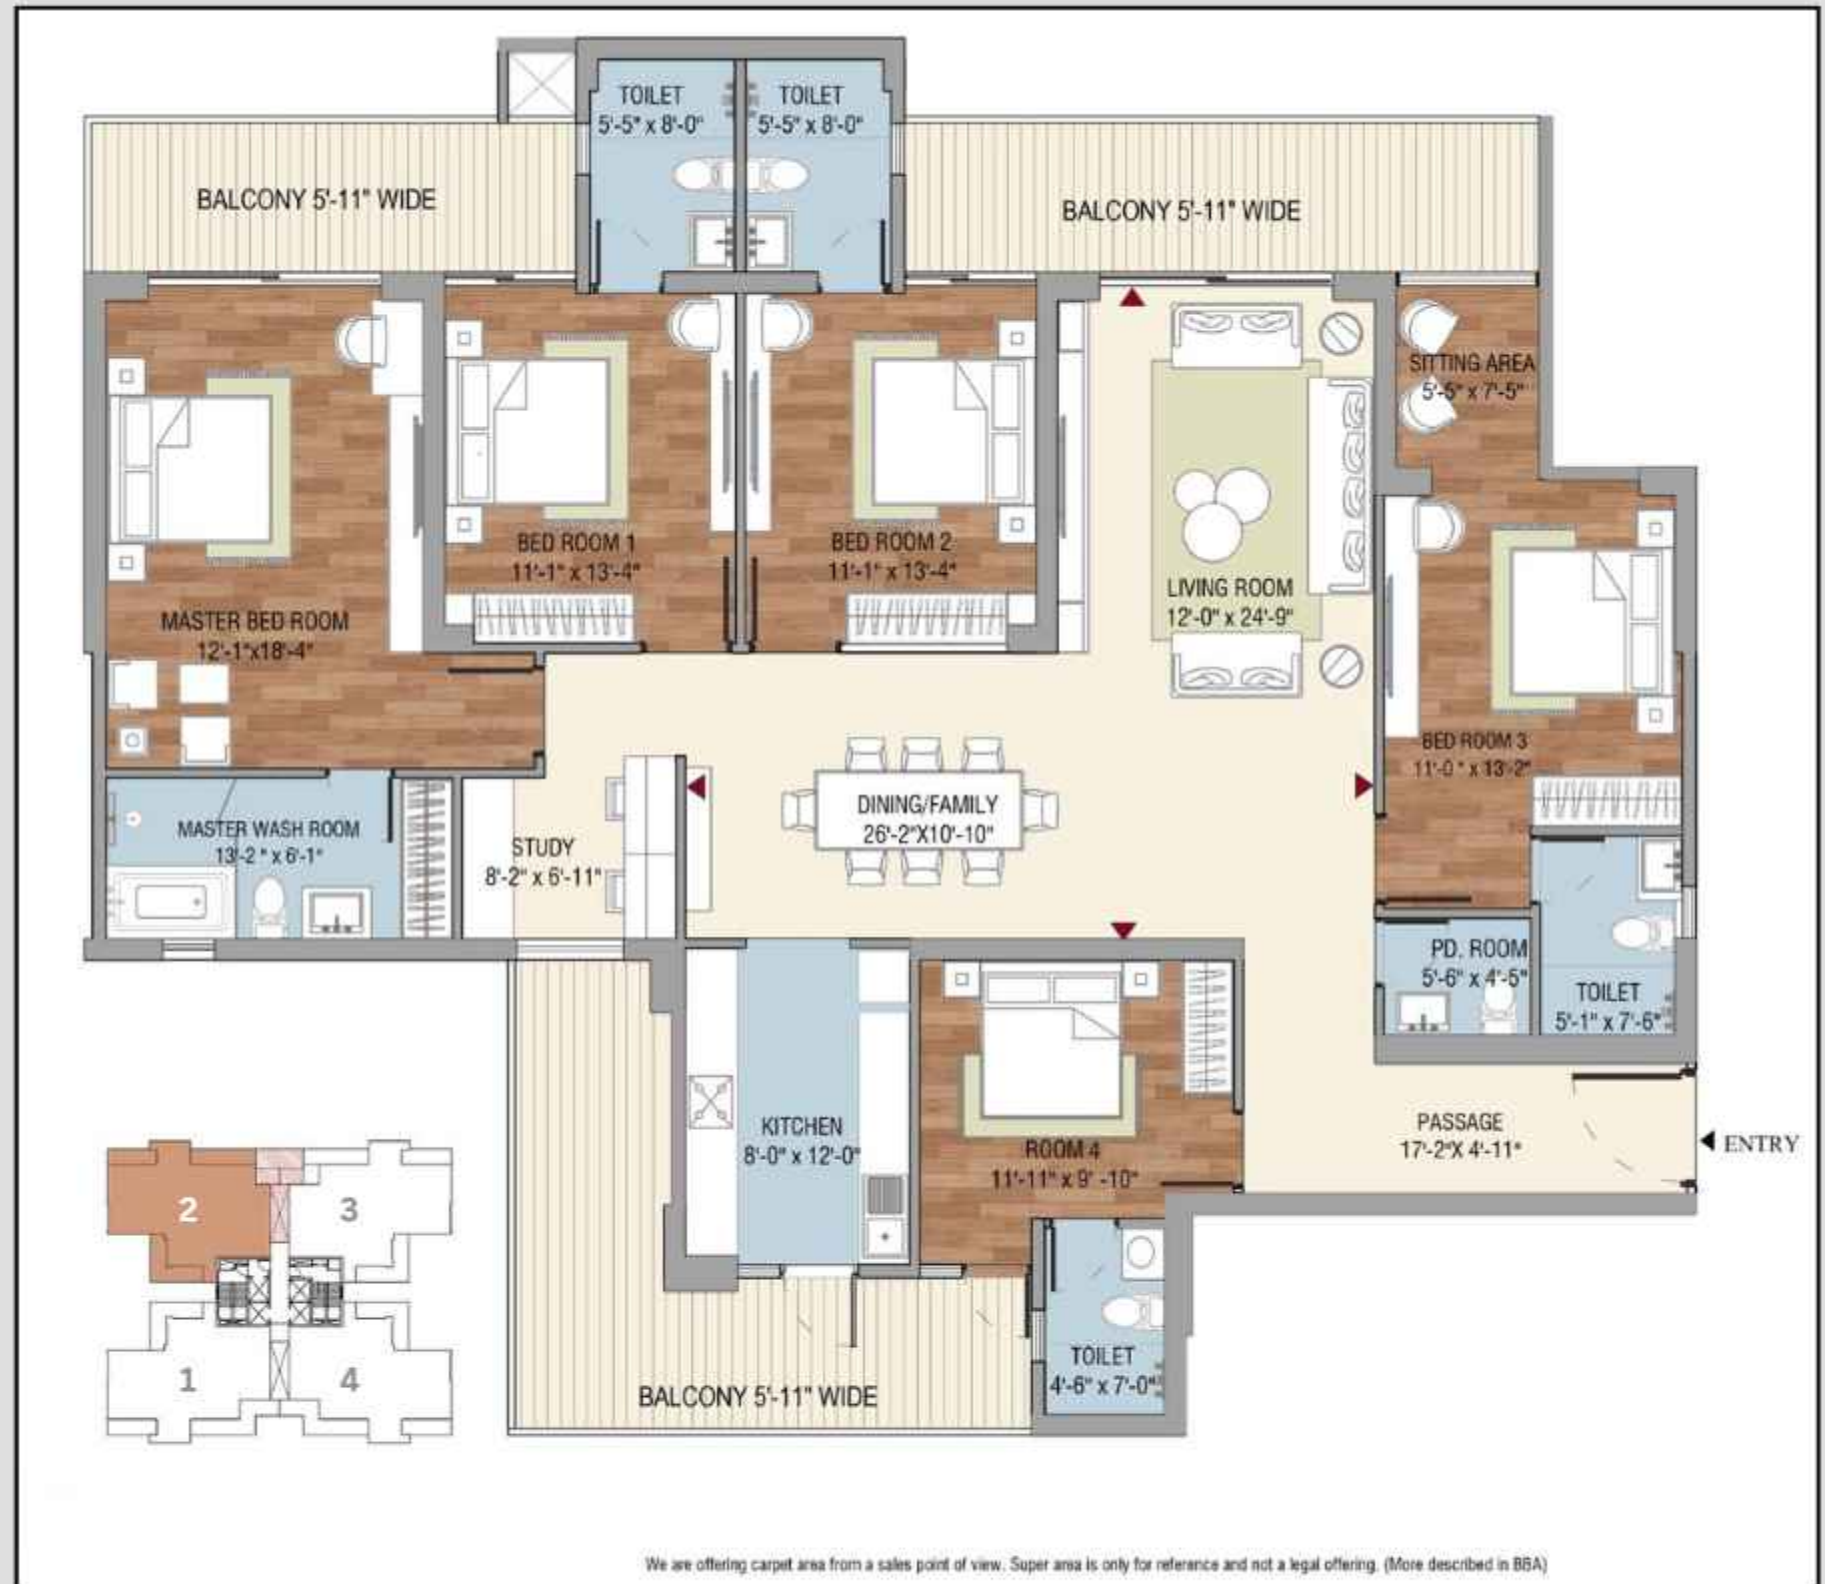 TOILET
5'-5" x 8'-0"
TOILET
5'-5" x 8'-0"
BALCONY 5'-11" WIDE
BALCONY 5'-11" WIDE
SITTING AREA
5'-5" x 7'-5"
BED ROOM 1
11'-1" x 13'-4"
BED ROOM 2
11'-1" x 13'-4"
LIVING ROOM
12'-0" x 24'-9"
MASTER BED ROOM
12'-1"x18'-4"
BED ROOM 3
11'-0 " x 13'-2"
DINING/FAMILY
26'-2"X10'-10"
MASTER WASH ROOM
13'-2 " x 6'-1"
STUDY
8'-2" x 6'-11"
PD. ROOM
5'-6" x 4'-5"
TOILET
5'-1" x 7'-6"
KITCHEN
8'-0" x 12'-0"
ROOM 4
11'-11" x 9' -10"
PASSAGE
17'-2"X 4'-11"
ENTRY
2
3
1
4
TOILET
4'-6" x 7'-0"
BALCONY 5'-11" WIDE
We are offering carpet area from a sales point of view. Super area is only for reference and not a legal offering. (More described in BBA)